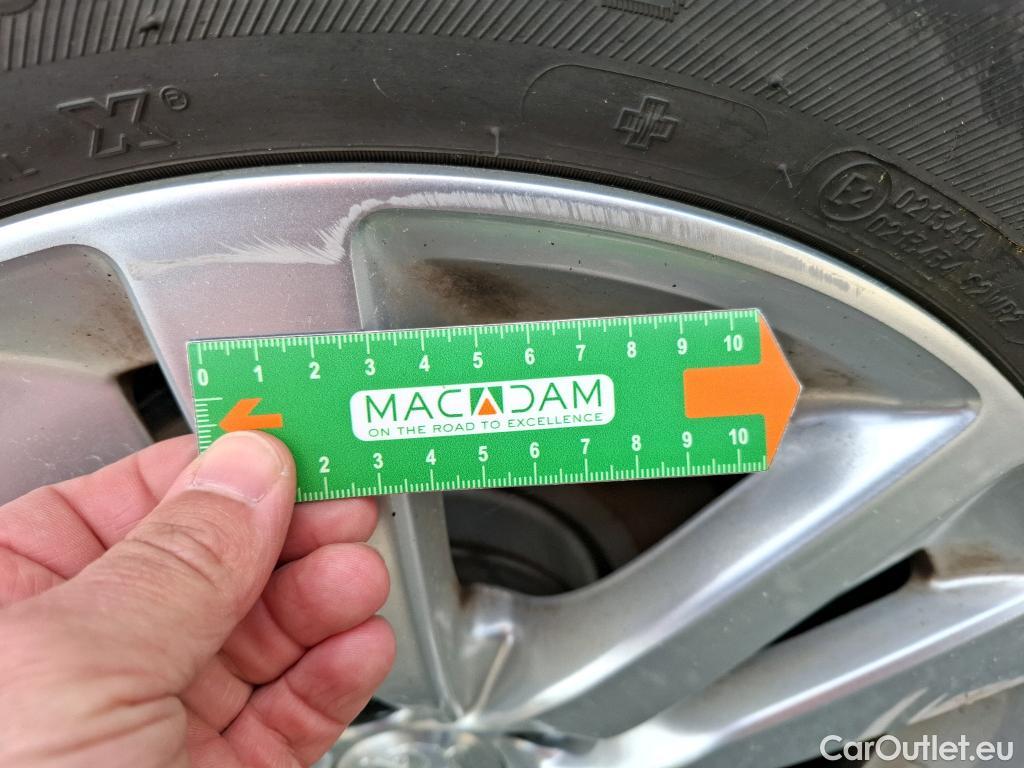 X®
E2
0215411
0 1 2 3 4 5 6 7 8 9 10
MACADAM
ON THE ROAD TO EXCELLENCE
2 3 4 5 6 7 8 9 10
CarOutlet.eu